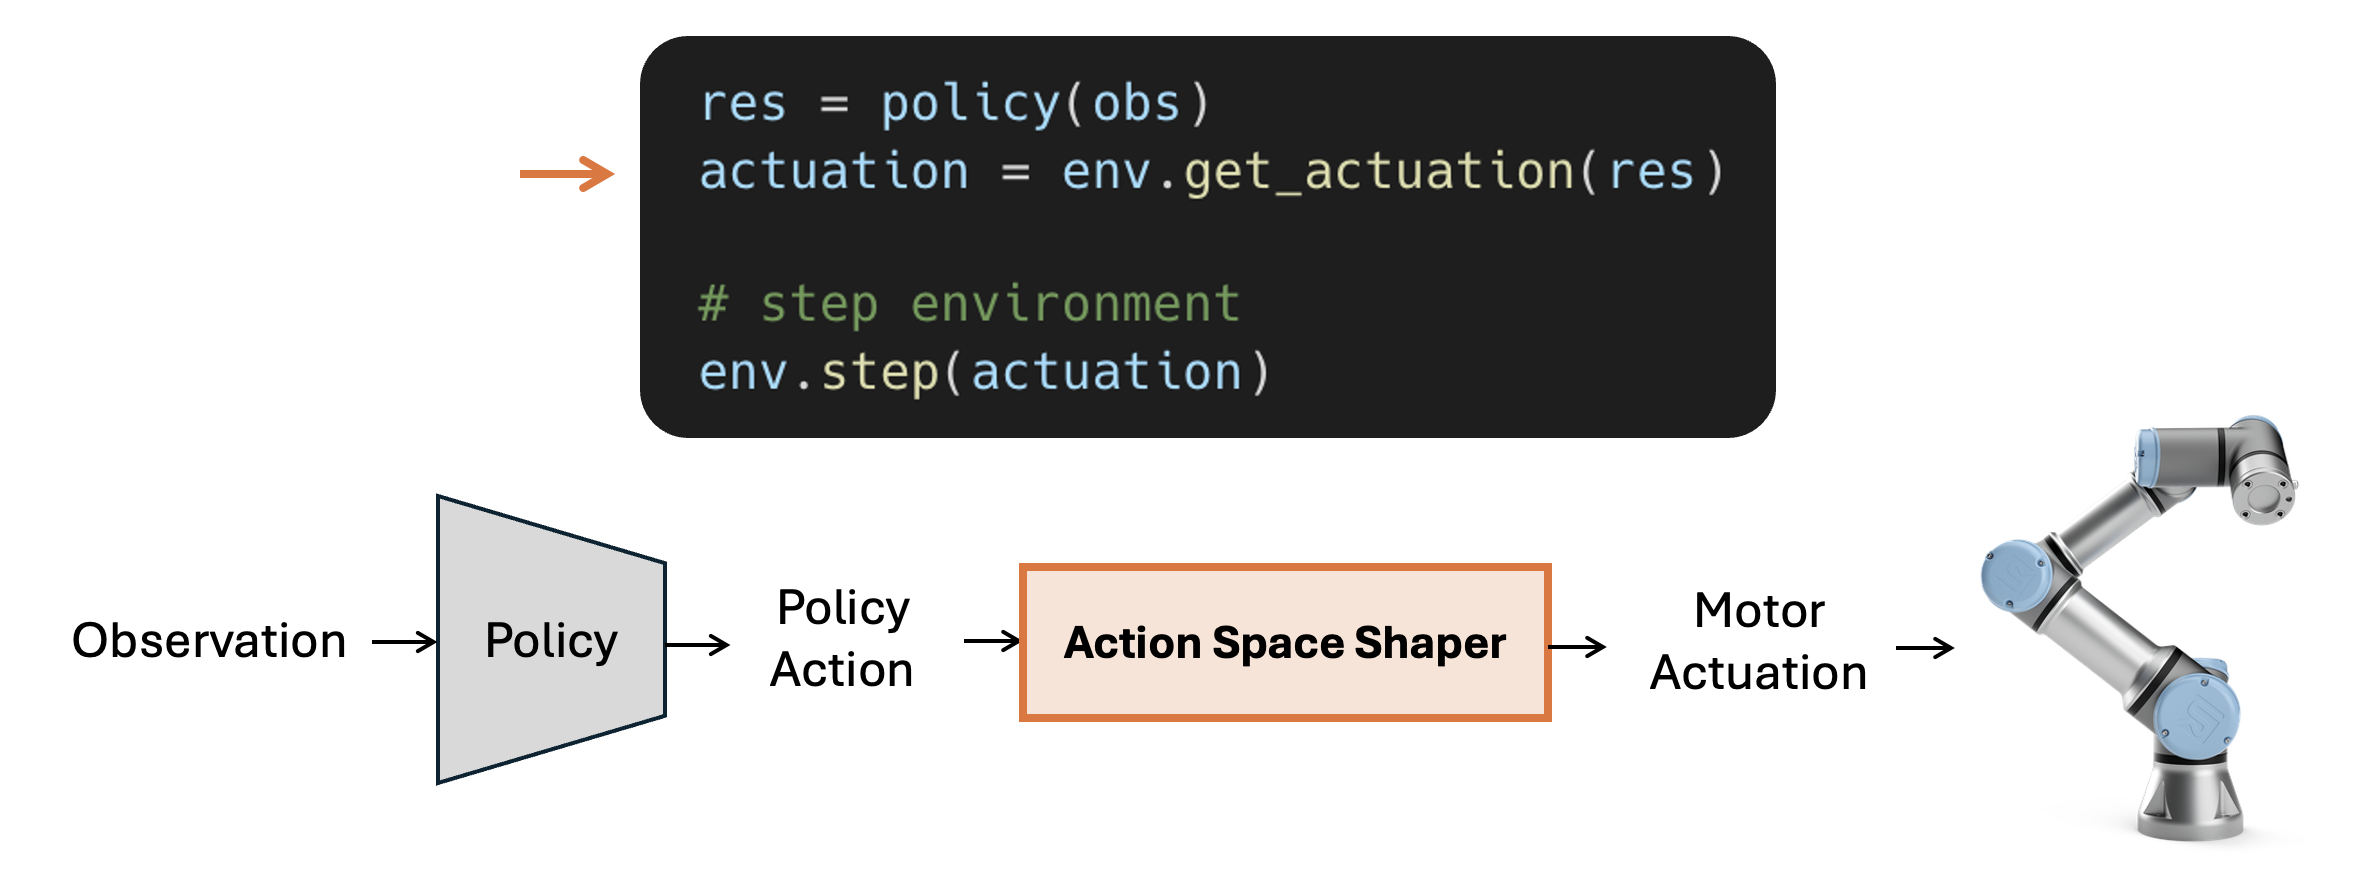 res = policy(obs)
actuation = env.get_actuation(res)
# step environment
env.step(actuation)
Observation
Policy
Policy
Action
Action Space Shaper
Motor
Actuation